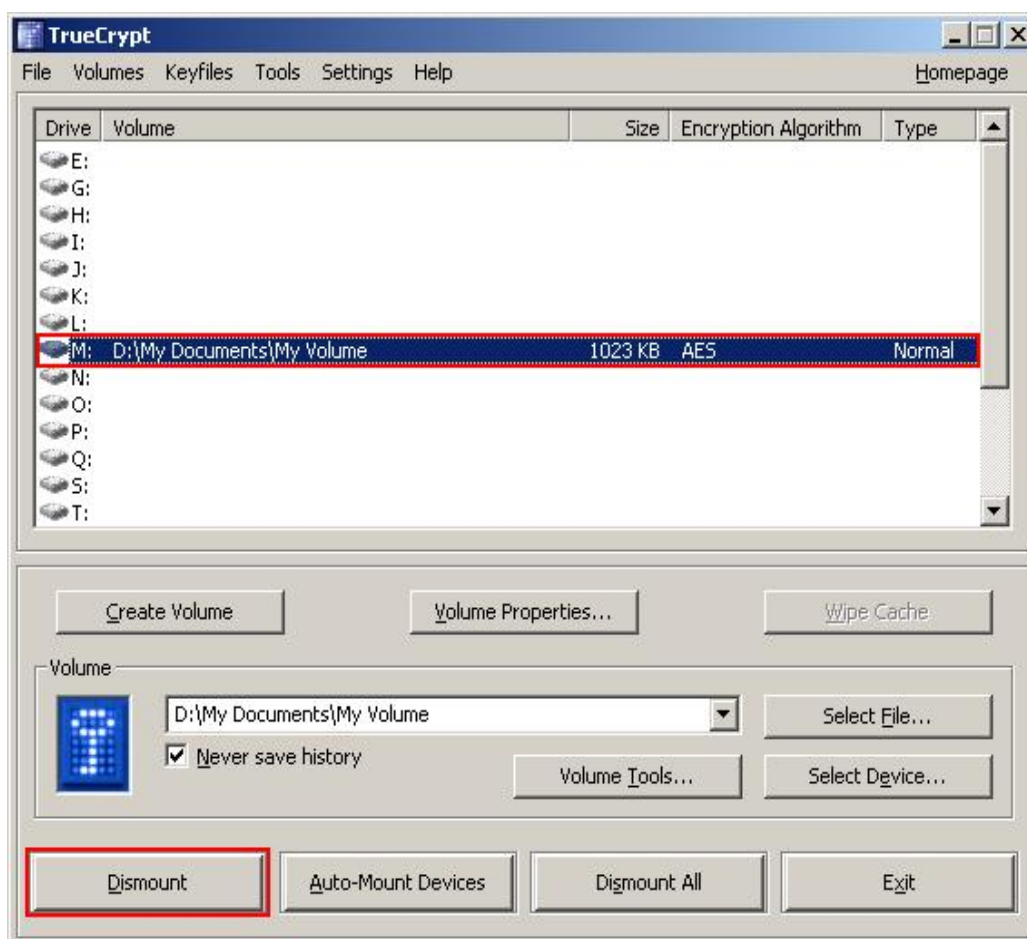 TrueCrypt
File Volumes Keyfiles Tools Settings Help Homepage
Drive Volume Size Encryption Algorithm Type
E:
G:
H:
I:
J:
K:
L:
M: D:\My Documents\My Volume 1023 KB AES Normal
N:
O:
P:
Q:
S:
T:
Create Volume Volume Properties... Wipe Cache
Volume
D:\My Documents\My Volume Select File...
Never save history
Volume Tools... Select Device...
Dismount Auto-Mount Devices Dismount All Exit